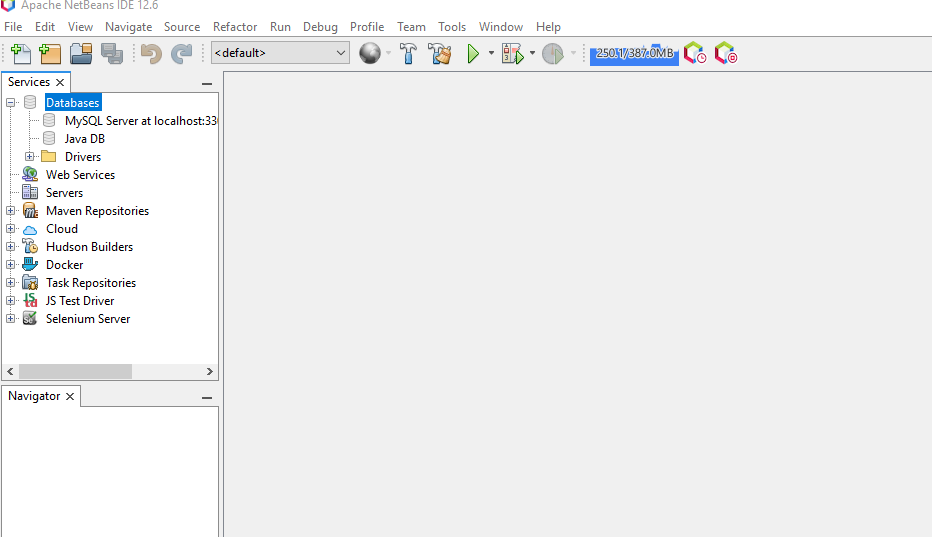 Apache NetBeans IDE 12.6
File Edit View Navigate Source Refactor Run Debug Profile Team Tools Window Help
<default> 250.1/387.0MB
Services
Databases
MySQL Server at localhost:330
Java DB
Drivers
Web Services
Servers
Maven Repositories
Cloud
Hudson Builders
Docker
Task Repositories
JS Test Driver
Selenium Server
Navigator